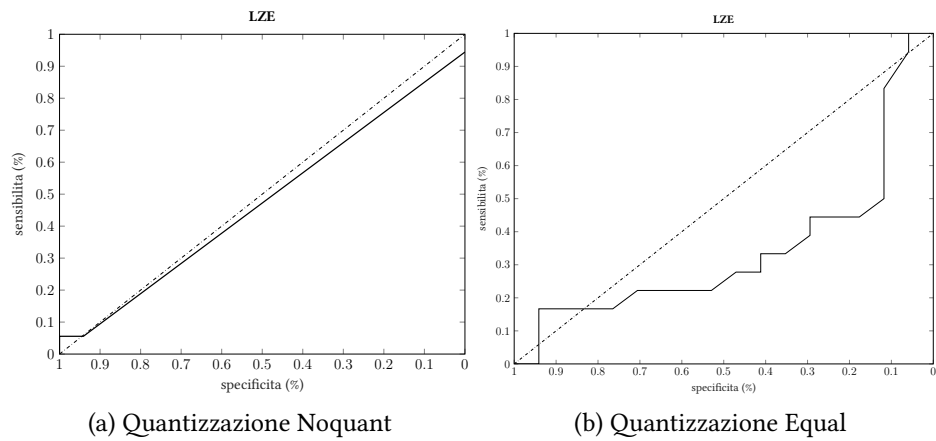 LZE
1
0.9
0.8
0.7
0.6
0.5
0.4
0.3
0.2
0.1
0
sensibilita (%)
1 0.9 0.8 0.7 0.6 0.5 0.4 0.3 0.2 0.1 0
specificita (%)
(a) Quantizzazione Noquant
LZE
1
0.9
0.8
0.7
0.6
0.5
0.4
0.3
0.2
0.1
0
sensibilita (%)
1 0.9 0.8 0.7 0.6 0.5 0.4 0.3 0.2 0.1 0
specificita (%)
(b) Quantizzazione Equal